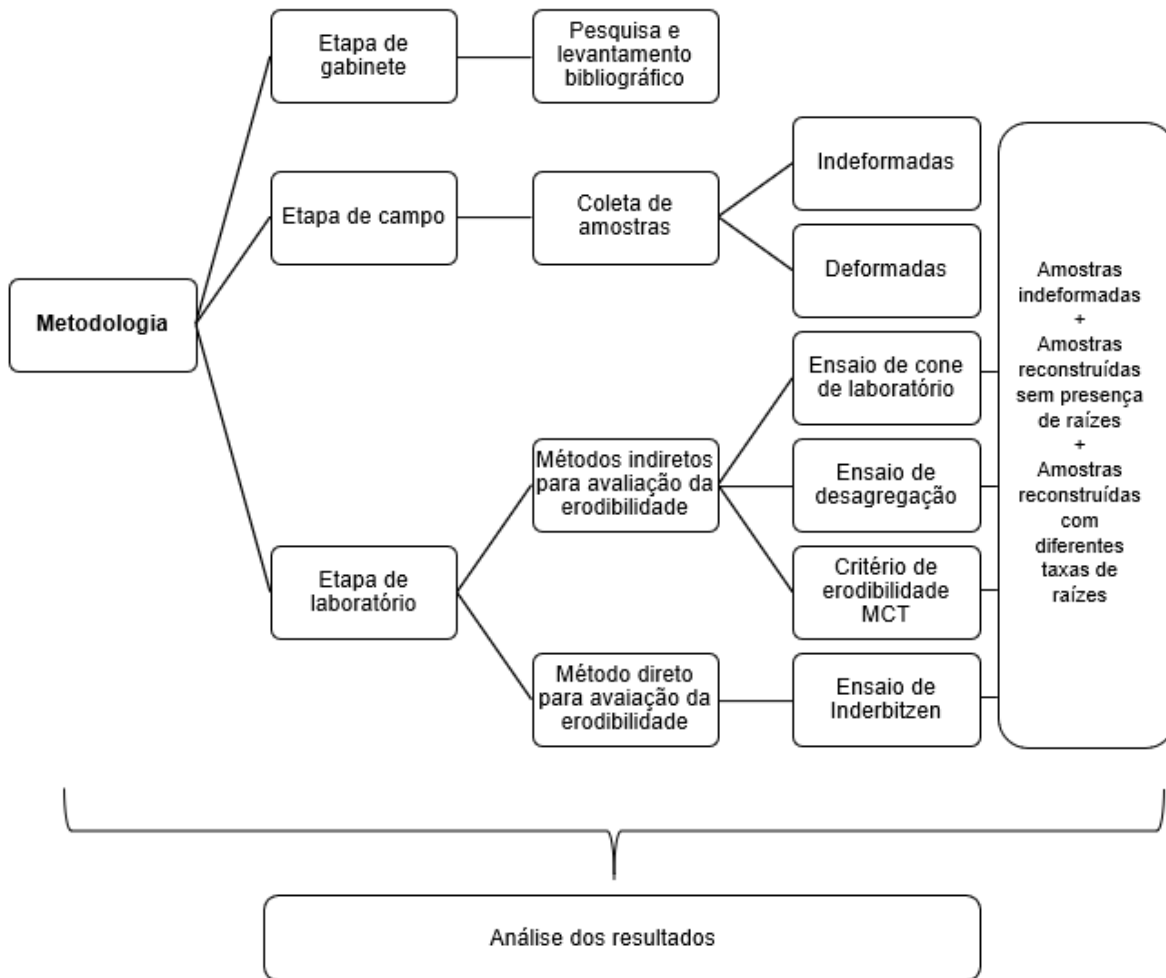 Etapa de
gabinete
Pesquisa e
levantamento
bibliográfico
Etapa de campo
Coleta de
amostras
Indeformadas
Deformadas
Metodologia
Etapa de
laboratório
Métodos indiretos
para avaliação da
erodibilidade
Ensaio de cone
de laboratório
Ensaio de
desagregação
Critério de
erodibilidade
MCT
Método direto
para avaiação da
erodibilidade
Ensaio de
Inderbitzen
Amostras
indeformadas
+
Amostras
reconstruídas
sem presença
de raízes
+
Amostras
reconstruídas
com
diferentes
taxas de
raízes
Análise dos resultados